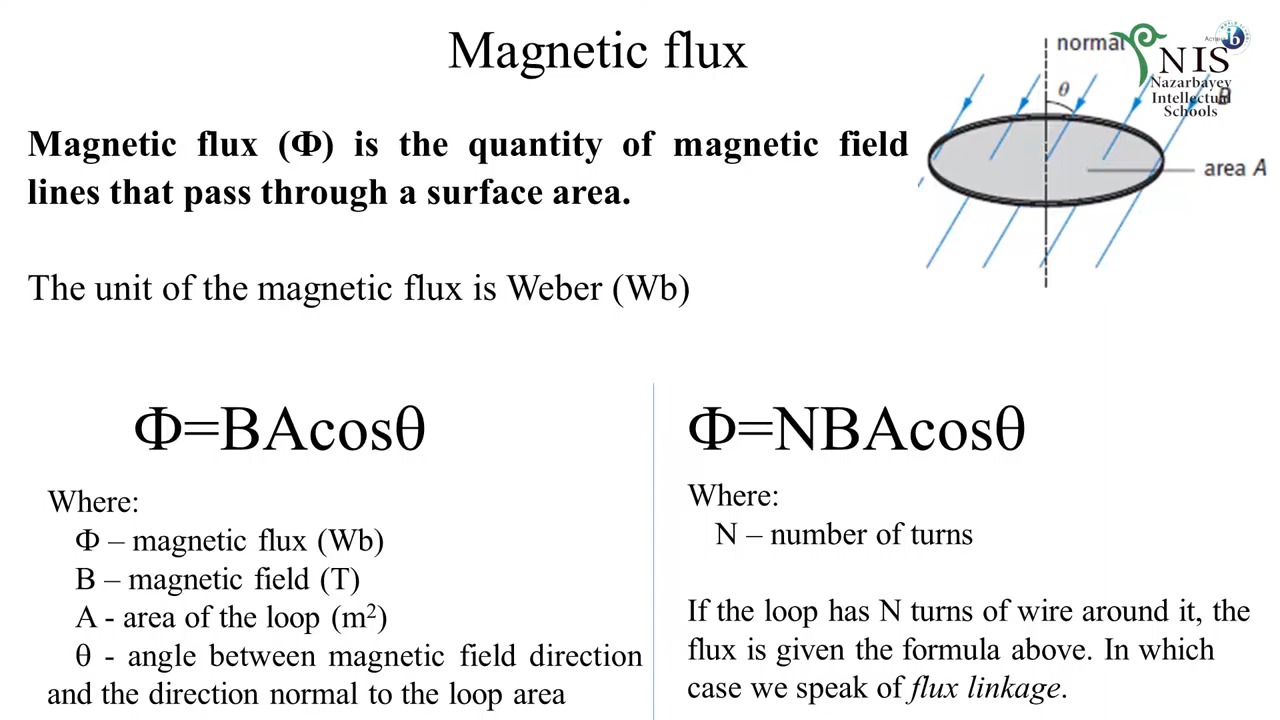 Magnetic flux
normal
θ
NIS
Nazarbayev
Intellectual
Schools
Magnetic flux (Φ) is the quantity of magnetic field
lines that pass through a surface area.
area A
The unit of the magnetic flux is Weber (Wb)
Φ=BAcosθ
Where:
Φ – magnetic flux (Wb)
B – magnetic field (T)
A - area of the loop (m²)
θ - angle between magnetic field direction
and the direction normal to the loop area
Φ=NBAcosθ
Where:
N – number of turns
If the loop has N turns of wire around it, the
flux is given the formula above. In which
case we speak of flux linkage.